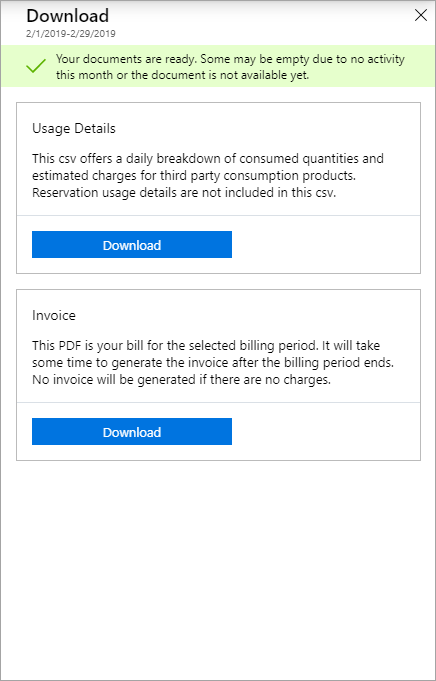 Download
2/1/2019-2/29/2019
Your documents are ready. Some may be empty due to no activity
this month or the document is not available yet.
Usage Details
This csv offers a daily breakdown of consumed quantities and
estimated charges for third party consumption products.
Reservation usage details are not included in this csv.
Download
Invoice
This PDF is your bill for the selected billing period. It will take
some time to generate the invoice after the billing period ends.
No invoice will be generated if there are no charges.
Download